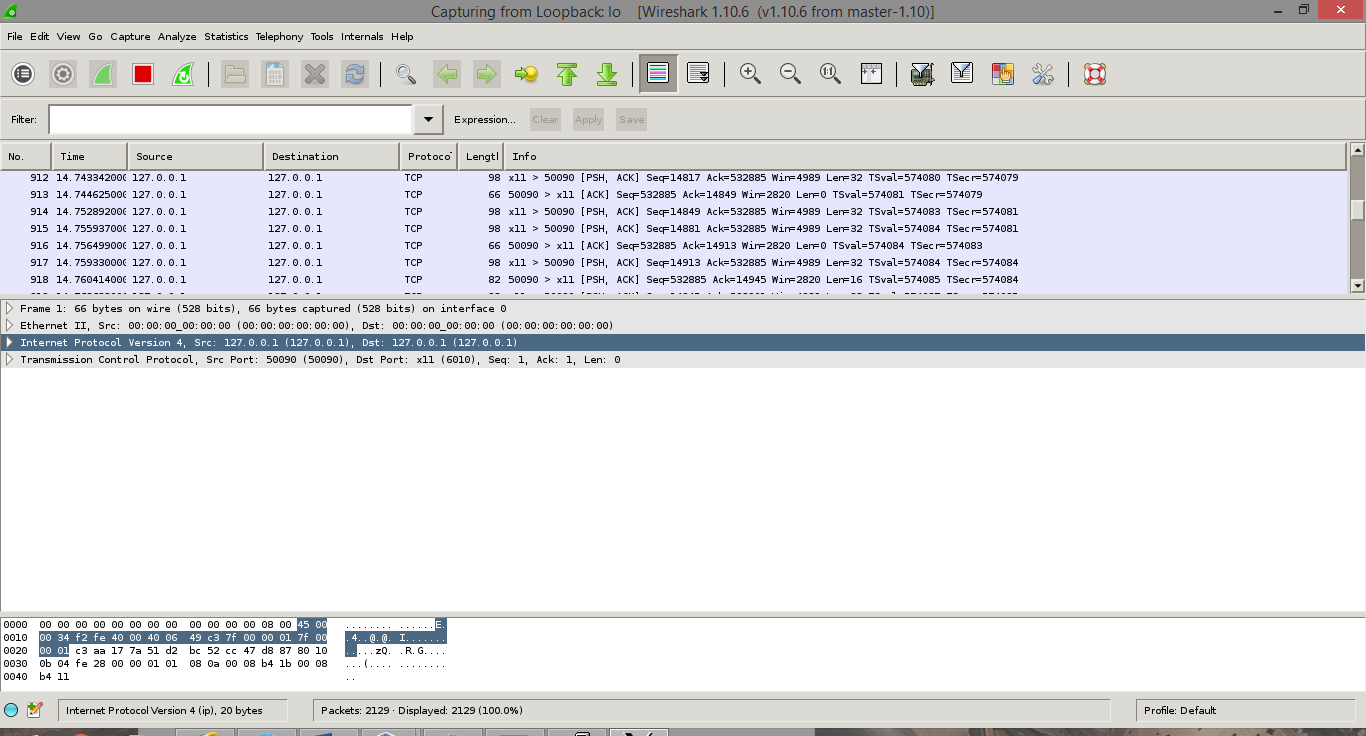 Capturing from Loopback: lo    [Wireshark 1.10.6  (v1.10.6 from master-1.10)]
File Edit View Go Capture Analyze Statistics Telephony Tools Internals Help
Filter: Expression... Clear Apply Save
No. Time Source Destination Protoco Lengtl Info
912 14.743342000 127.0.0.1 127.0.0.1 TCP 98 x11 > 50090 [PSH, ACK] Seq=14817 Ack=532885 Win=4989 Len=32 TSval=574080 TSecr=574079
913 14.744625000 127.0.0.1 127.0.0.1 TCP 66 50090 > x11 [ACK] Seq=532885 Ack=14849 Win=2820 Len=0 TSval=574081 TSecr=574079
914 14.752892000 127.0.0.1 127.0.0.1 TCP 98 x11 > 50090 [PSH, ACK] Seq=14849 Ack=532885 Win=4989 Len=32 TSval=574083 TSecr=574081
915 14.755937000 127.0.0.1 127.0.0.1 TCP 98 x11 > 50090 [PSH, ACK] Seq=14881 Ack=532885 Win=4989 Len=32 TSval=574084 TSecr=574081
916 14.756499000 127.0.0.1 127.0.0.1 TCP 66 50090 > x11 [ACK] Seq=532885 Ack=14913 Win=2820 Len=0 TSval=574084 TSecr=574083
917 14.759330000 127.0.0.1 127.0.0.1 TCP 98 x11 > 50090 [PSH, ACK] Seq=14913 Ack=532885 Win=4989 Len=32 TSval=574084 TSecr=574084
918 14.760414000 127.0.0.1 127.0.0.1 TCP 82 50090 > x11 [PSH, ACK] Seq=532885 Ack=14945 Win=2820 Len=16 TSval=574085 TSecr=574084
Frame 1: 66 bytes on wire (528 bits), 66 bytes captured (528 bits) on interface 0
Ethernet II, Src: 00:00:00_00:00:00 (00:00:00:00:00:00), Dst: 00:00:00_00:00:00 (00:00:00:00:00:00)
Internet Protocol Version 4, Src: 127.0.0.1 (127.0.0.1), Dst: 127.0.0.1 (127.0.0.1)
Transmission Control Protocol, Src Port: 50090 (50090), Dst Port: x11 (6010), Seq: 1, Ack: 1, Len: 0
0000  00 00 00 00 00 00 00 00  00 00 00 00 08 00 45 00   ........ ......E.
0010  00 34 f2 fe 40 00 40 06  49 c3 7f 00 00 01 7f 00   .4..@.@. I.......
0020  00 01 c3 aa 17 7a 51 d2  bc 52 cc 47 d8 87 80 10   .....zQ. .R.G....
0030  0b 04 fe 28 00 00 01 01  08 0a 00 08 b4 1b 00 08   ...(.... ........
0040  b4 11   ..
Internet Protocol Version 4 (ip), 20 bytes Packets: 2129 · Displayed: 2129 (100.0%) Profile: Default